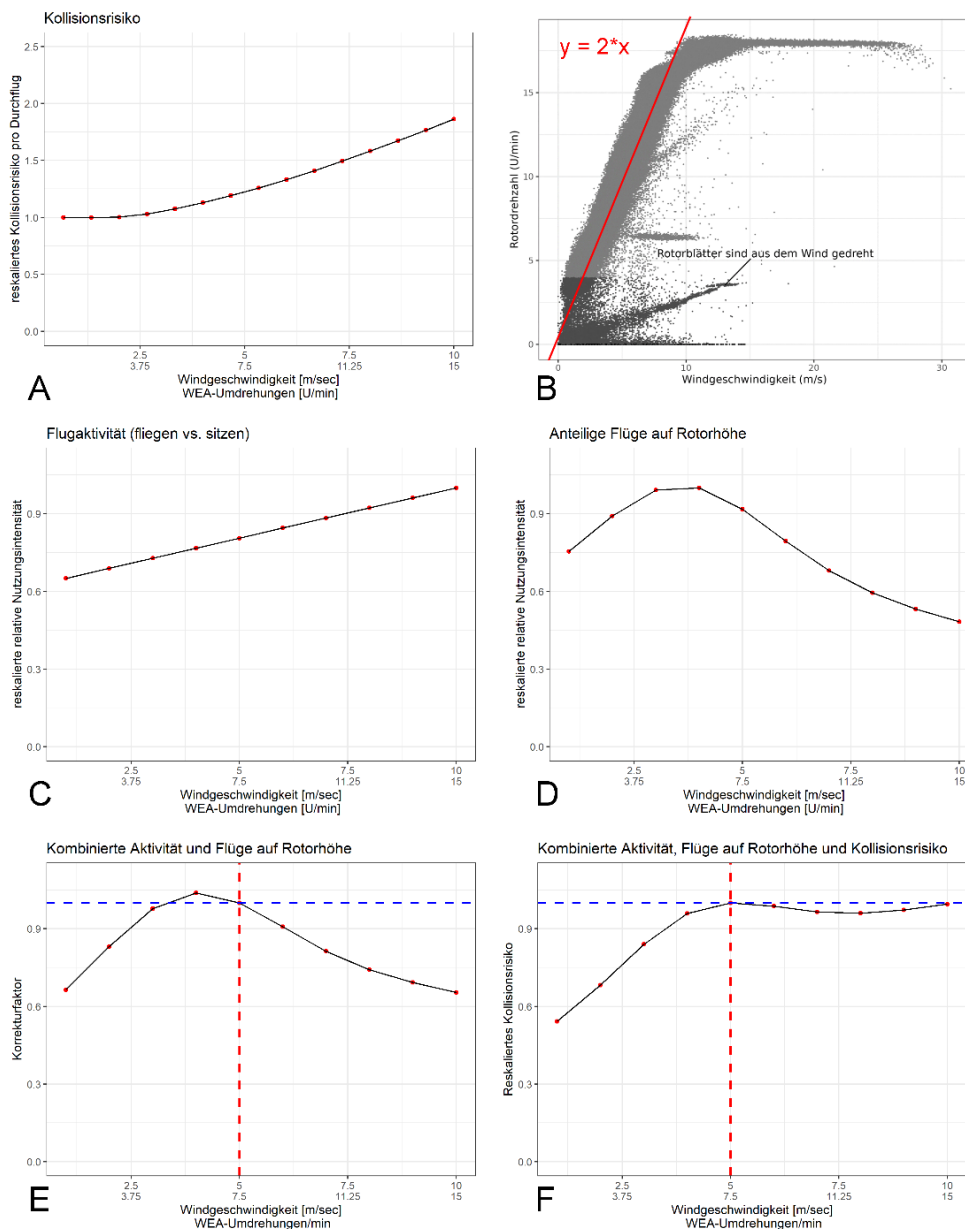 Kollisionsrisiko
reskaliertes Kollisionsrisiko pro Durchflug
2.5
2.0
1.5
1.0
0.5
0.0
2.5 7.5 10
3.75 7.5 11.25 15
Windgeschwindigkeit [m/sec]
WEA-Umdrehungen [U/min]
A
y = 2*x
Rotordrehzahl (U/min)
15
10
5
0
Rotorblätter sind aus dem Wind gedreht
0 10 20 30
Windgeschwindigkeit (m/s)
B
Flugaktivität (fliegen vs. sitzen)
reskalierte relative Nutzungsintensität
0.9
0.6
0.3
0.0
2.5 5 7.5 10
3.75 7.5 11.25 15
Windgeschwindigkeit [m/sec]
WEA-Umdrehungen [U/min]
C
Anteilige Flüge auf Rotorhöhe
reskalierte relative Nutzungsintensität
0.9
0.6
0.3
0.0
2.5 5 7.5 10
3.75 7.5 11.25 15
Windgeschwindigkeit [m/sec]
WEA-Umdrehungen [U/min]
D
Kombinierte Aktivität und Flüge auf Rotorhöhe
Korrekturfaktor
0.9
0.6
0.3
0.0
2.5 5 7.5 10
3.75 7.5 11.25 15
Windgeschwindigkeit [m/sec]
WEA-Umdrehungen/min
E
Kombinierte Aktivität, Flüge auf Rotorhöhe und Kollisionsrisiko
Reskaliertes Kollisionsrisiko
0.9
0.6
0.3
0.0
2.5 5 7.5 10
3.75 7.5 11.25 15
Windgeschwindigkeit [m/sec]
WEA-Umdrehungen/min
F